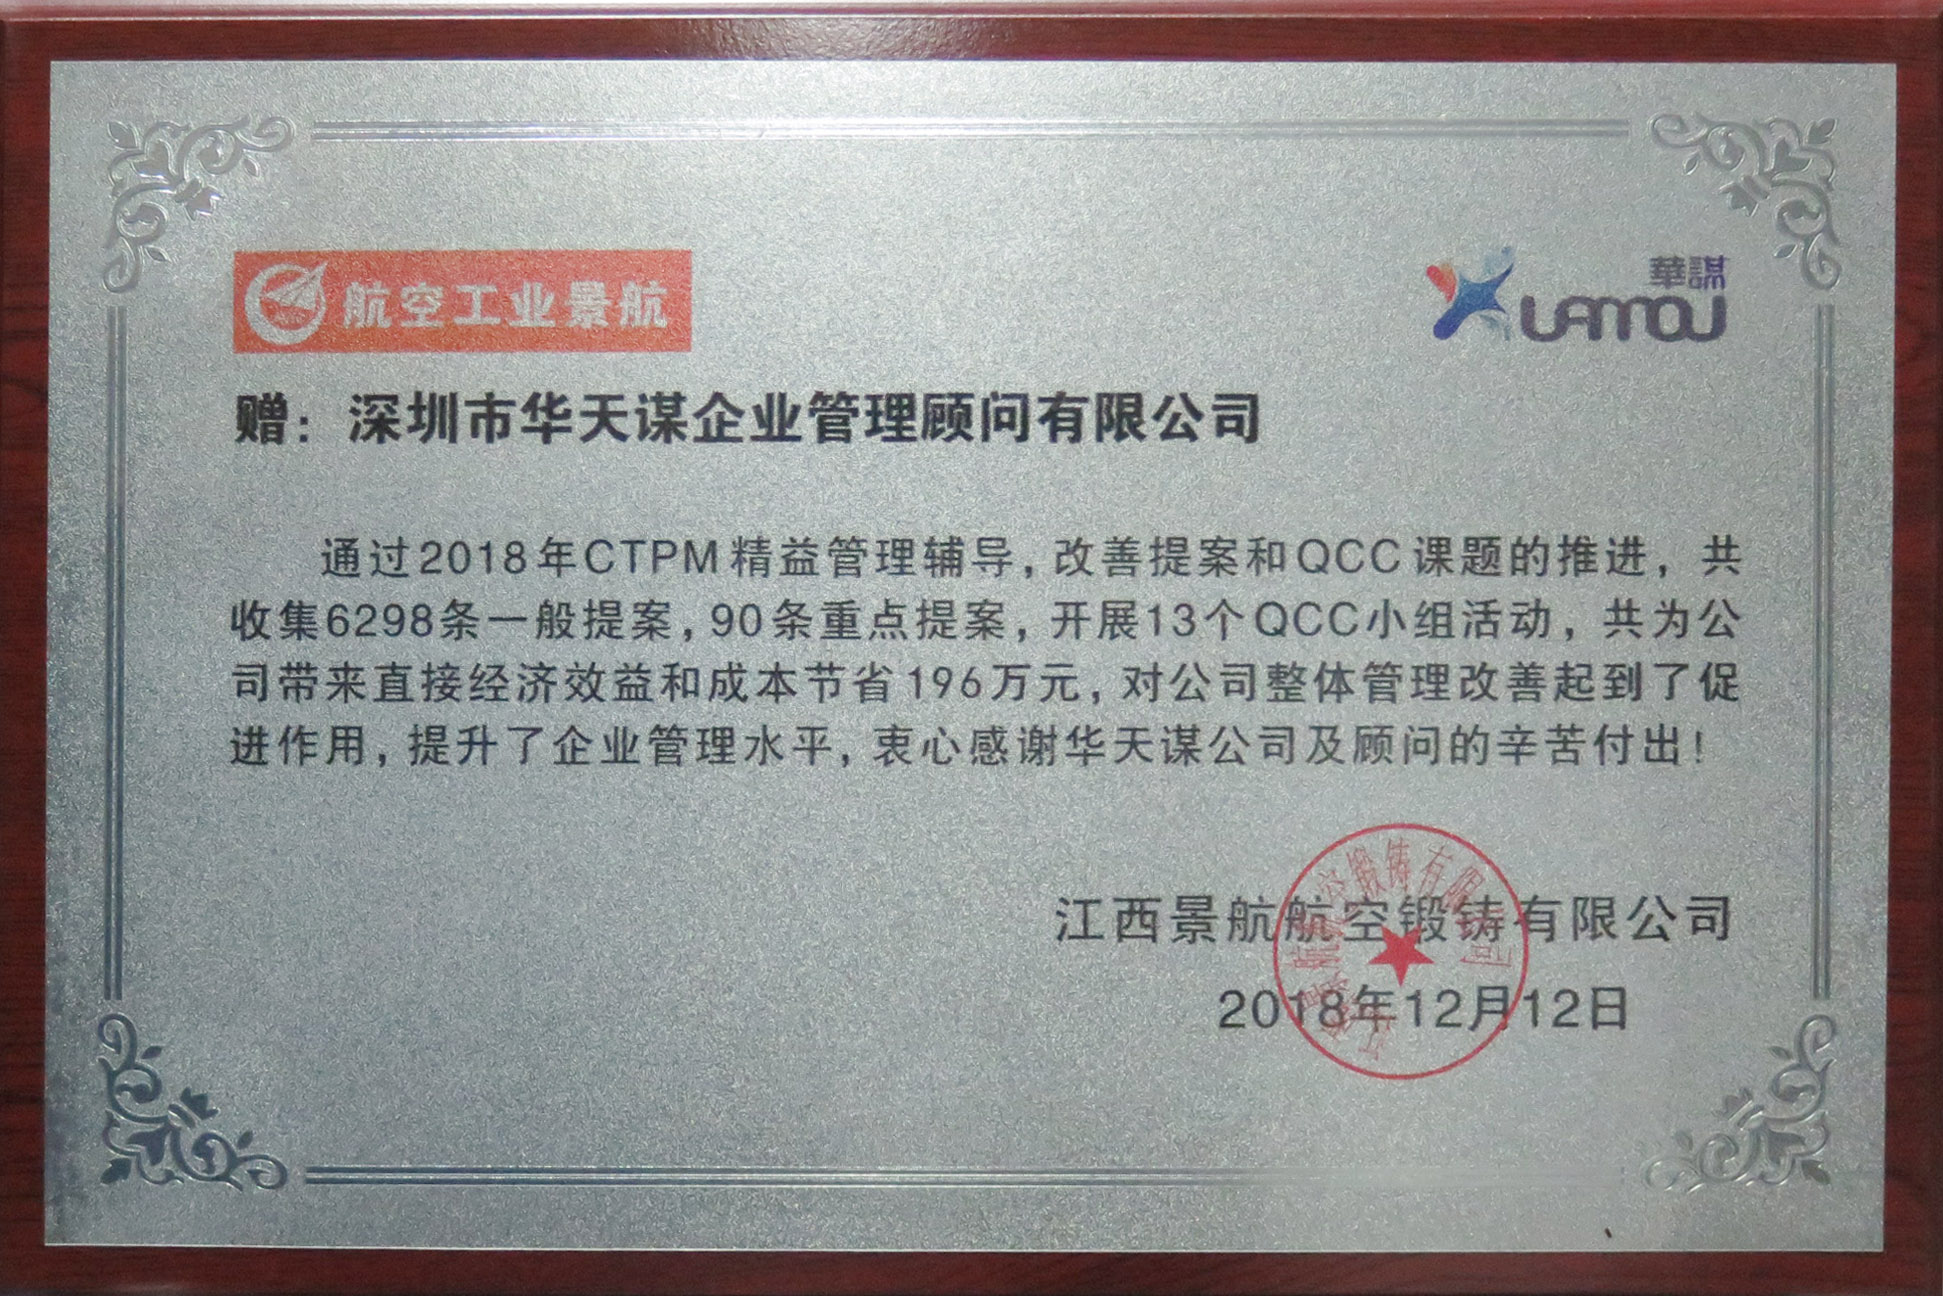 航空工业景航
華謀
UAMOU
赠：深圳市华天谋企业管理顾问有限公司
通过2018年CTPM精益管理辅导，改善提案和QCC课题的推进，共
收集6298条一般提案，90条重点提案，开展13个QCC小组活动，共为公
司带来直接经济效益和成本节省196万元，对公司整体管理改善起到了促
进作用，提升了企业管理水平，衷心感谢华天谋公司及顾问的辛苦付出！
江西景航航空锻铸有限公司
2018年12月12日